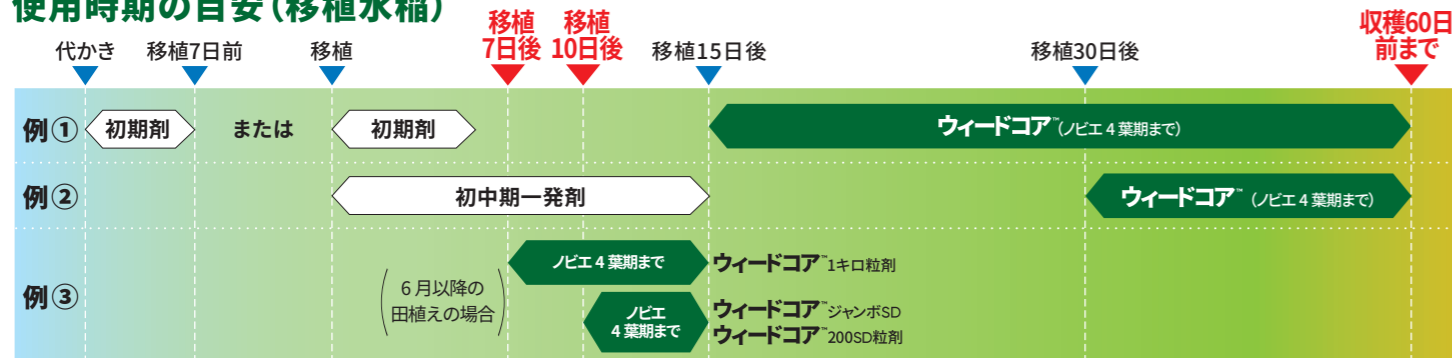 使用時期の目安(移植水稲)
代かき
移植7日前
移植
移植
7日後
移植
10日後
移植15日後
移植30日後
収穫60日
前まで
例① 初期剤 または 初期剤 ウィードコア™(ノビエ4葉期まで)
例② 初中期一発剤 ウィードコア™(ノビエ4葉期まで)
例③
(6月以降の
田植えの場合)
ノビエ4葉期まで ウィードコア™1キロ粒剤
ノビエ
4葉期まで
ウィードコア™ジャンボSD
ウィードコア™200SD粒剤